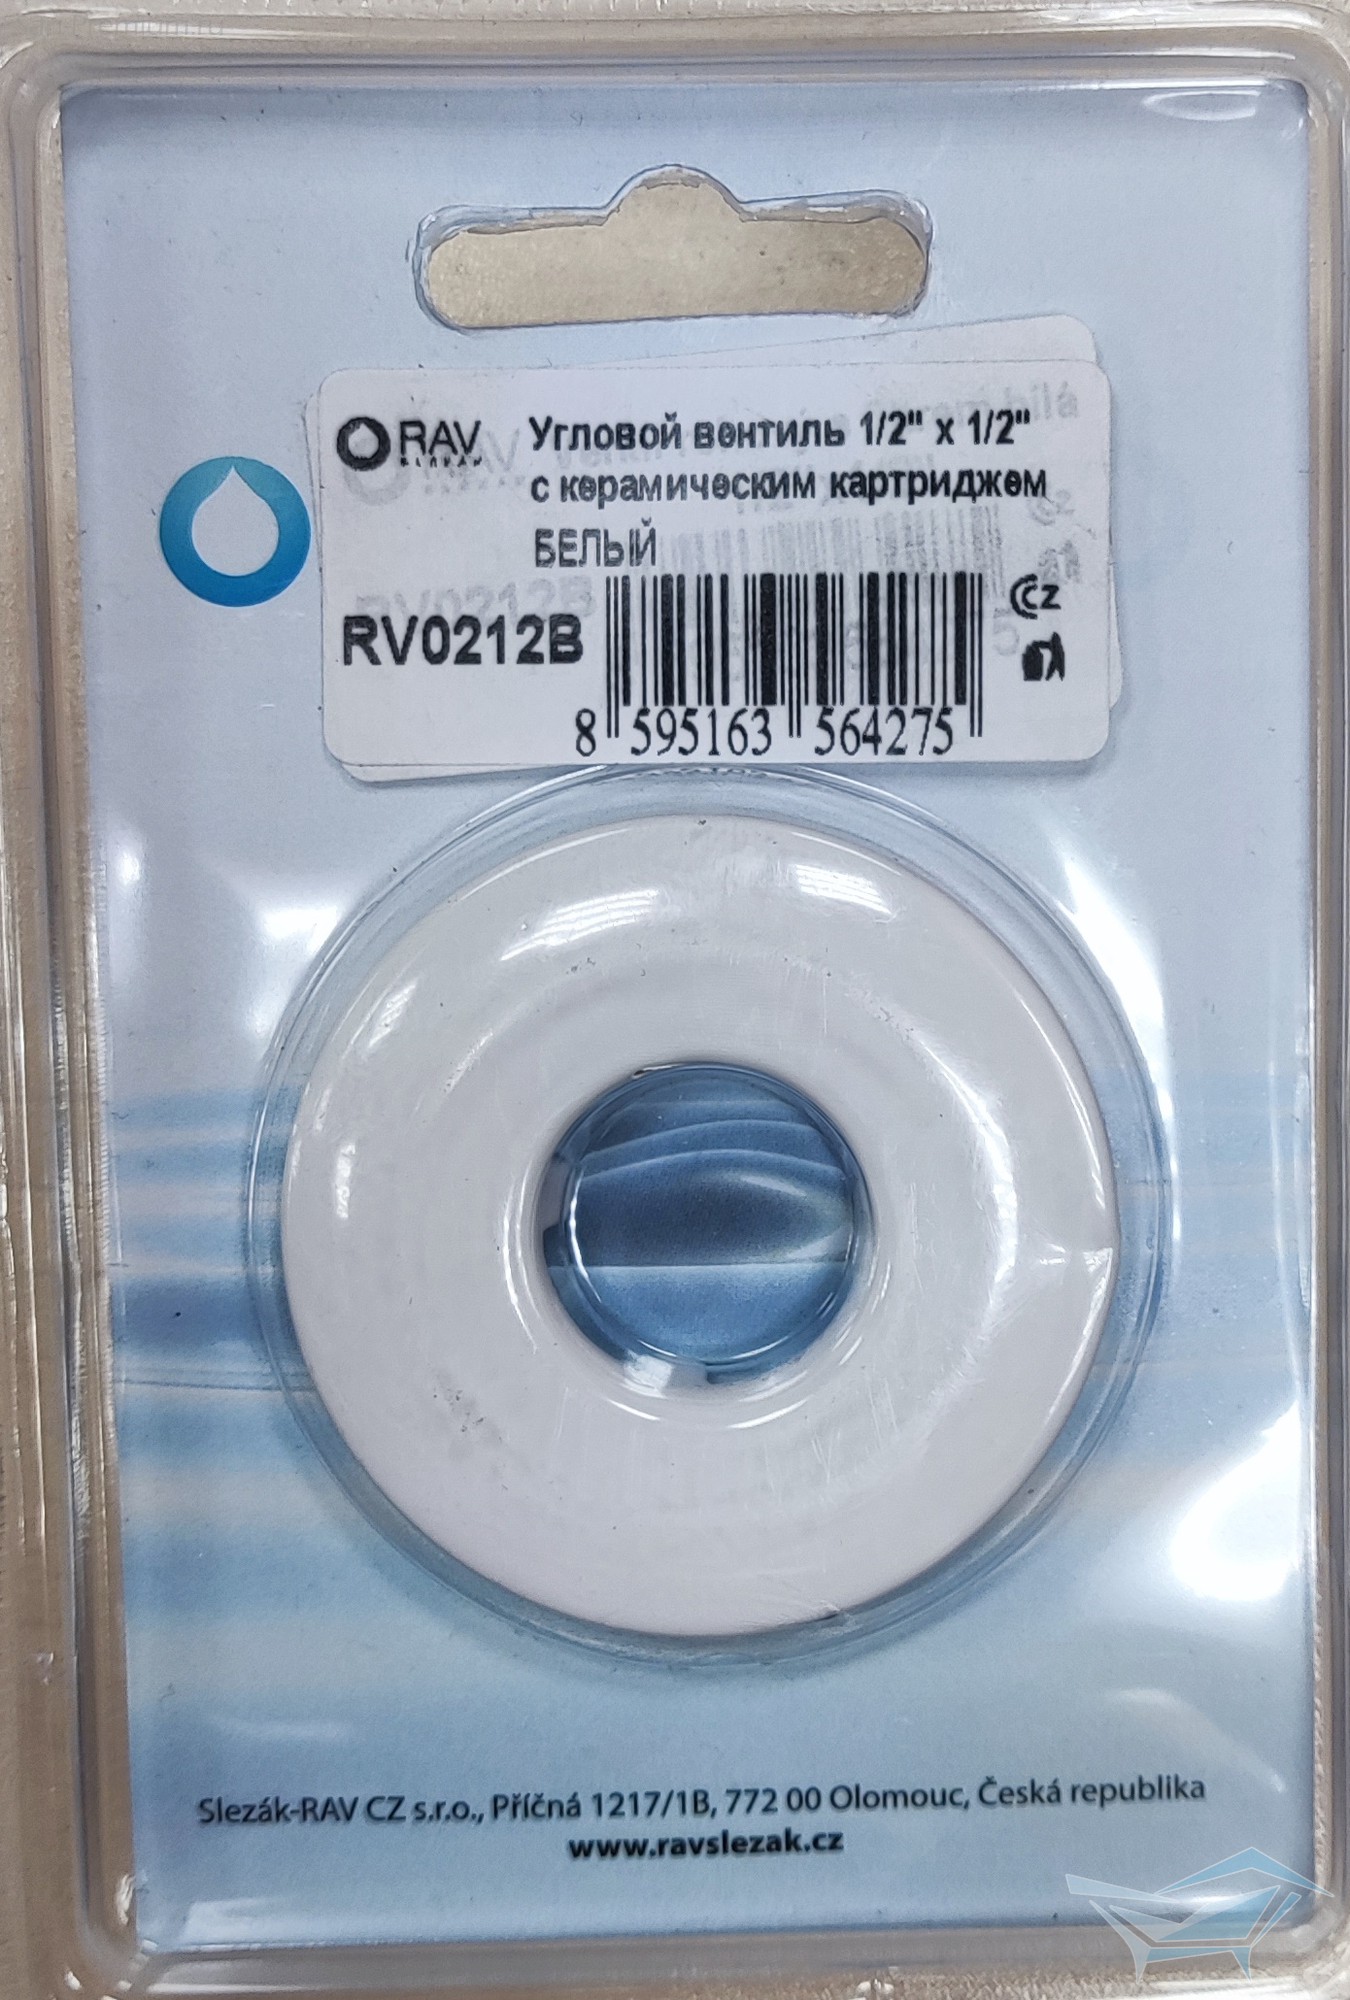 RAV
SLEZAK
Угловой вентиль 1/2" x 1/2"
с керамическим картриджем
БЕЛЫЙ
RV0212B
CZ
8 595163 564275
Slezák-RAV CZ s.r.o., Příčná 1217/1B, 772 00 Olomouc, Česká republika
www.ravslezak.cz